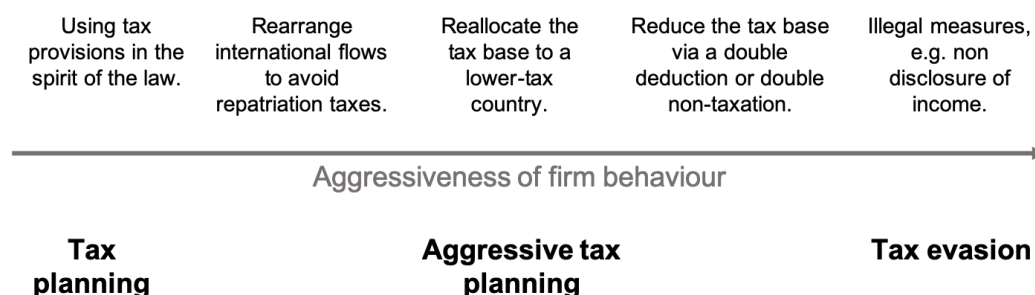 Using tax
provisions in the
spirit of the law.
Rearrange
international flows
to avoid
repatriation taxes.
Reallocate the
tax base to a
lower-tax
country.
Reduce the tax base
via a double
deduction or double
non-taxation.
Illegal measures,
e.g. non
disclosure of
income.
Aggressiveness of firm behaviour
Tax
planning
Aggressive tax
planning
Tax evasion